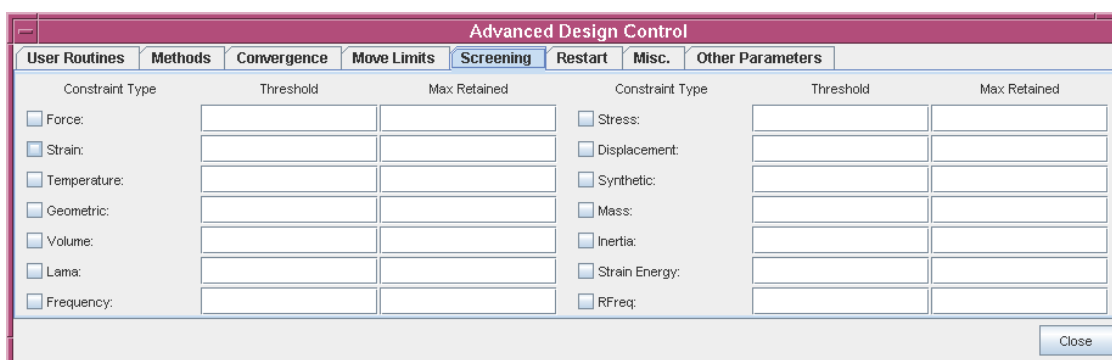 Advanced Design Control
User Routines Methods Convergence Move Limits Screening Restart Misc. Other Parameters
Constraint Type Threshold Max Retained Constraint Type Threshold Max Retained
Force: Stress:
Strain: Displacement:
Temperature: Synthetic:
Geometric: Mass:
Volume: Inertia:
Lama: Strain Energy:
Frequency: RFreq:
Close